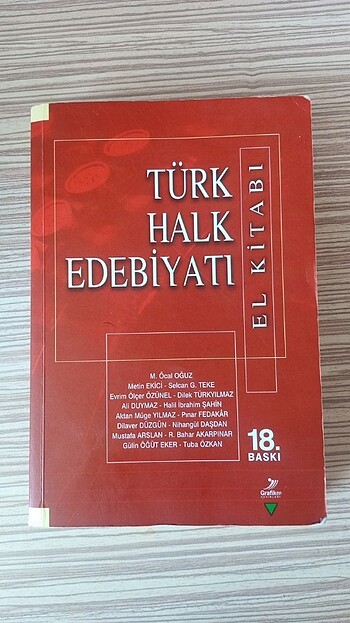 TÜRK
HALK
EDEBİYATI
EL KİTABI
M. Öcal OĞUZ
Metin EKİCİ - Selcan G. TEKE
Evrim Ölçer ÖZÜNEL - Dilek TÜRKYILMAZ
Ali DUYMAZ - Halil İbrahim ŞAHİN
Aktan Müge YILMAZ - Pınar FEDAKÂR
Dilaver DÜZGÜN - Nihangül DAŞDAN
Mustafa ARSLAN - R. Bahar AKARPINAR
Gülin ÖĞÜT EKER - Tuba ÖZKAN
18.
BASKI
Grafiker
YAYINLARI